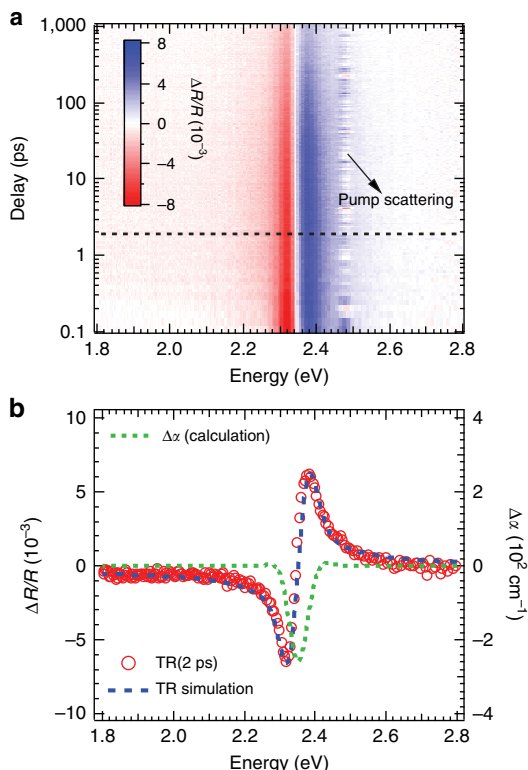 a
1,000
100
10
1
0.1
Delay (ps)
8
4
0
−4
−8
ΔR/R (10⁻³)
Pump scattering
1.8 2.0 2.2 2.4 2.6 2.8
Energy (eV)
b
10
5
0
−5
−10
ΔR/R (10⁻³)
4
2
0
−2
−4
Δα (10² cm⁻¹)
Δα (calculation)
TR(2 ps)
TR simulation
1.8 2.0 2.2 2.4 2.6 2.8
Energy (eV)